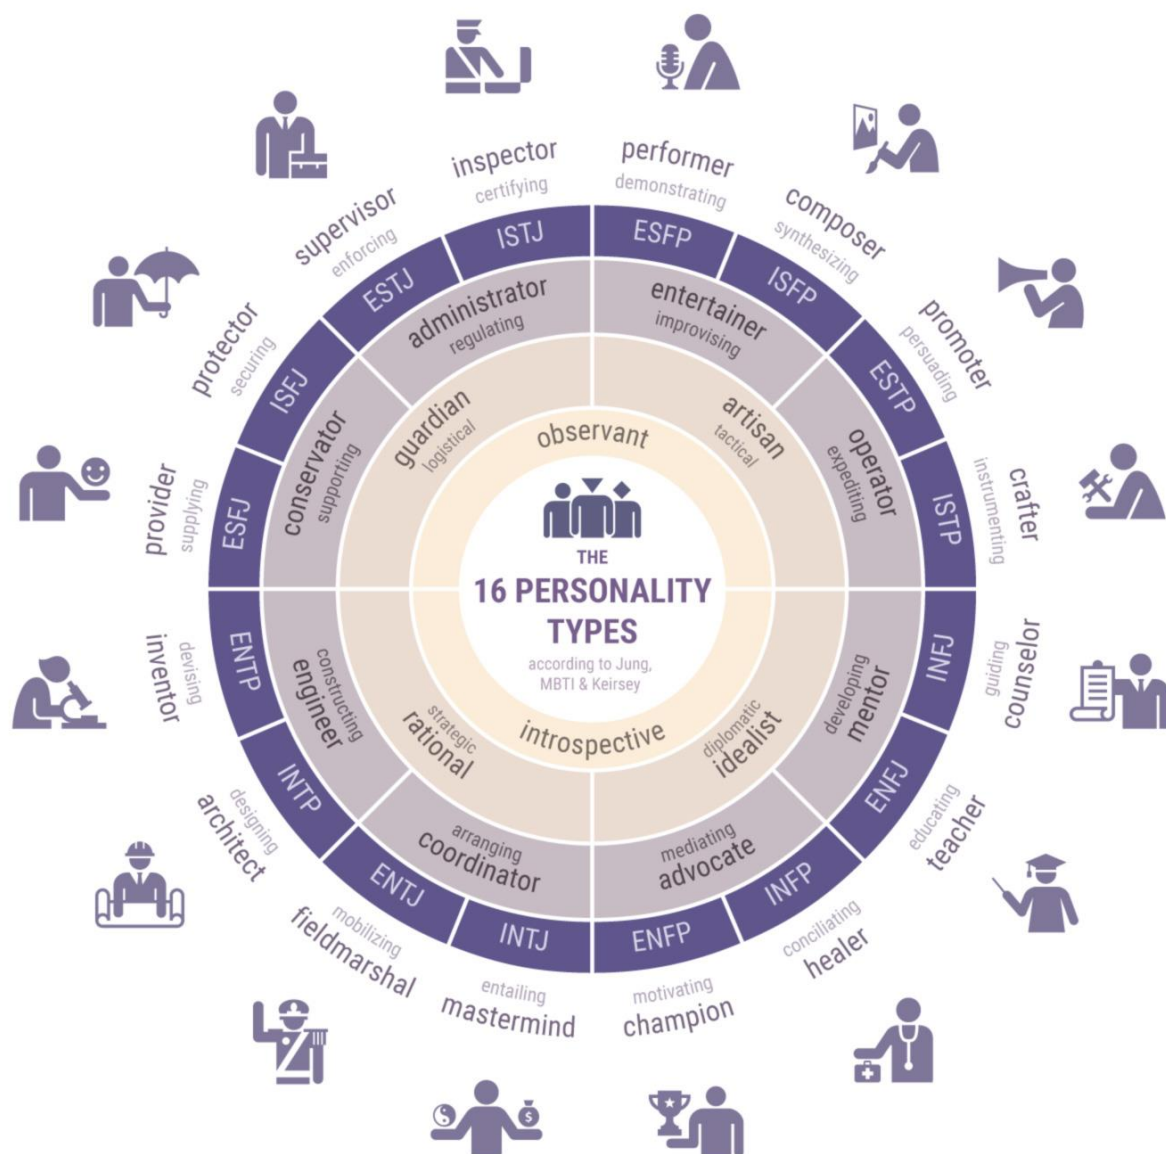 THE
16 PERSONALITY
TYPES
according to Jung,
MBTI & Keirsey
observant
introspective
guardian
logistical
artisan
tactical
strategic
rational
diplomatic
idealist
administrator
regulating
entertainer
improvising
operator
expediting
developing
mentor
mediating
advocate
arranging
coordinator
constructing
engineer
conservator
supporting
inspector
certifying
ISTJ
performer
demonstrating
ESFP
composer
synthesizing
ISFP
promoter
persuading
ESTP
crafter
instrumenting
ISTP
INFJ
guiding
counselor
ENFJ
educating
teacher
INFP
conciliating
healer
ENFP
motivating
champion
INTJ
entailing
mastermind
ENTJ
mobilizing
fieldmarshal
INTP
designing
architect
ENTP
devising
inventor
provider
supplying
ESFJ
protector
securing
ISFJ
supervisor
enforcing
ESTJ
$